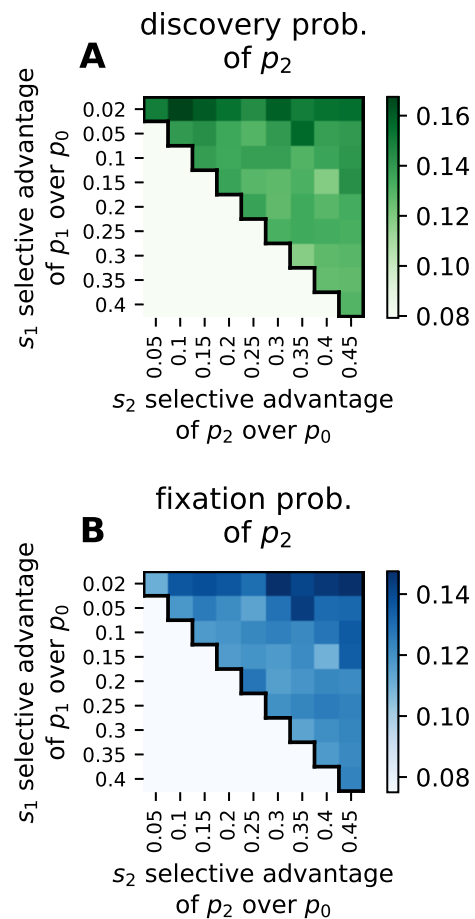 discovery prob.
A of p₂
s₁ selective advantage
of p₁ over p₀
0.02
0.05
0.1
0.15
0.2
0.25
0.3
0.35
0.4
0.16
0.14
0.12
0.10
0.08
0.05 0.1 0.15 0.2 0.25 0.3 0.35 0.4 0.45
s₂ selective advantage
of p₂ over p₀
fixation prob.
B of p₂
s₁ selective advantage
of p₁ over p₀
0.02
0.05
0.1
0.15
0.2
0.25
0.3
0.35
0.4
0.14
0.12
0.10
0.08
0.05 0.1 0.15 0.2 0.25 0.3 0.35 0.4 0.45
s₂ selective advantage
of p₂ over p₀